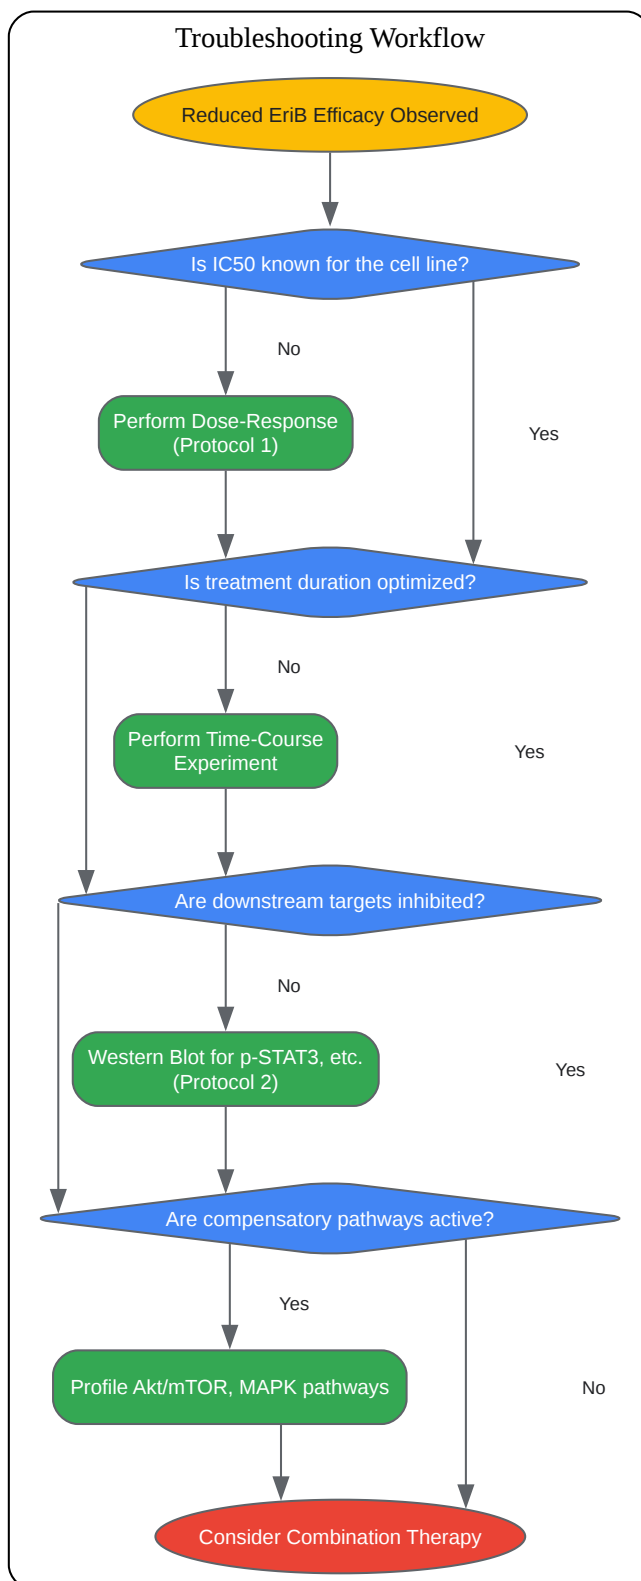 Troubleshooting Workflow
Reduced EriB Efficacy Observed
Is IC50 known for the cell line?
No
Perform Dose-Response
(Protocol 1)
Yes
Is treatment duration optimized?
No
Perform Time-Course
Experiment
Yes
Are downstream targets inhibited?
No
Western Blot for p-STAT3, etc.
(Protocol 2)
Yes
Are compensatory pathways active?
Yes
Profile Akt/mTOR, MAPK pathways
No
Consider Combination Therapy